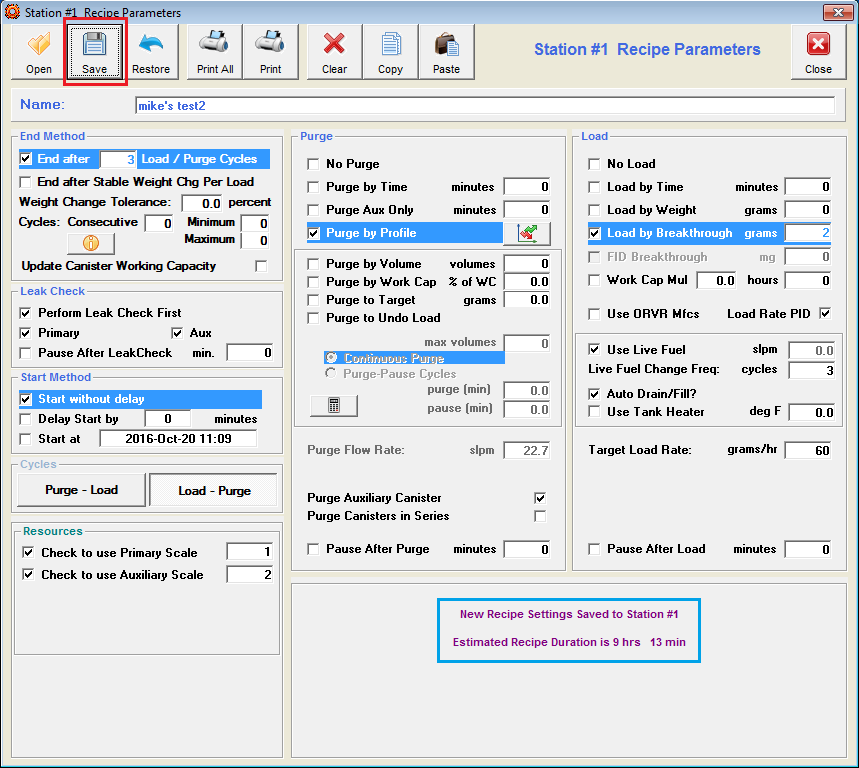 Station #1 Recipe Parameters
Open
Save
Restore
Print All
Print
Clear
Copy
Paste
Station #1 Recipe Parameters
Close
Name: mike's test2
End Method
End after 3 Load / Purge Cycles
End after Stable Weight Chg Per Load
Weight Change Tolerance: 0.0 percent
Cycles: Consecutive 0 Minimum 0
Maximum 0
Update Canister Working Capacity
Leak Check
Perform Leak Check First
Primary Aux
Pause After LeakCheck min. 0
Start Method
Start without delay
Delay Start by 0 minutes
Start at 2016-Oct-20 11:09
Cycles
Purge - Load Load - Purge
Resources
Check to use Primary Scale 1
Check to use Auxiliary Scale 2
Purge
No Purge
Purge by Time minutes 0
Purge Aux Only minutes 0
Purge by Profile
Purge by Volume volumes 0
Purge by Work Cap % of WC 0.0
Purge to Target grams 0.0
Purge to Undo Load
max volumes 0
Continuous Purge
Purge-Pause Cycles
purge (min) 0.0
pause (min) 0.0
Purge Flow Rate: slpm 22.7
Purge Auxiliary Canister
Purge Canisters in Series
Pause After Purge minutes 0
Load
No Load
Load by Time minutes 0
Load by Weight grams 0
Load by Breakthrough grams 2
FID Breakthrough mg 0
Work Cap Mul 0.0 hours 0
Use ORVR Mfcs Load Rate PID
Use Live Fuel slpm 0.0
Live Fuel Change Freq: cycles 3
Auto Drain/Fill?
Use Tank Heater deg F 0.0
Target Load Rate: grams/hr 60
Pause After Load minutes 0
New Recipe Settings Saved to Station #1
Estimated Recipe Duration is 9 hrs 13 min